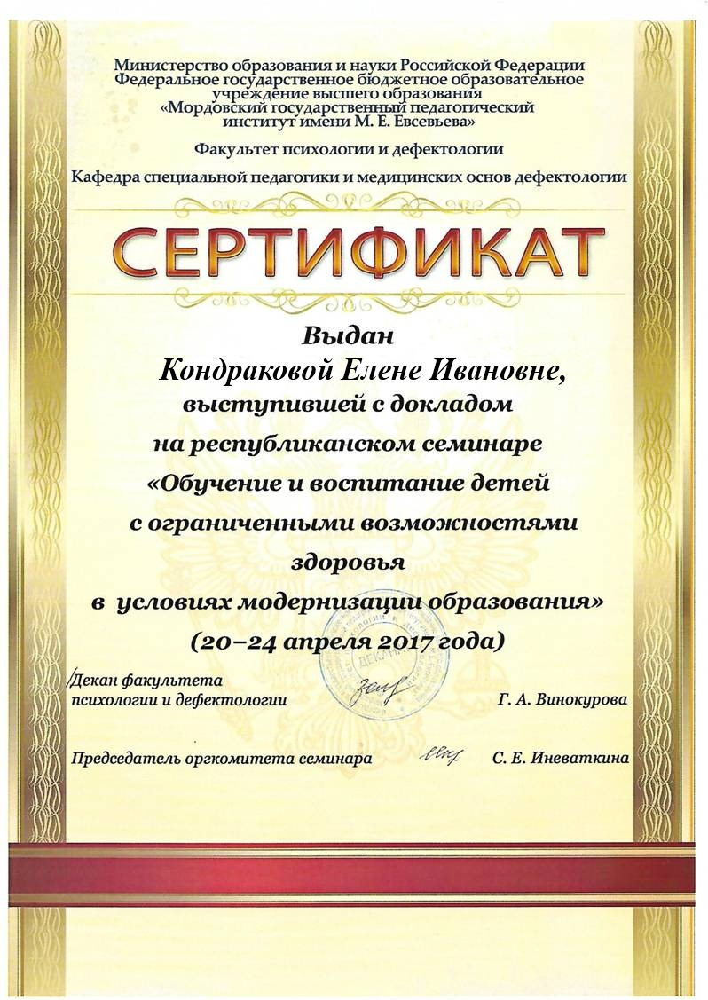 Министерство образования и науки Российской Федерации
Федеральное государственное бюджетное образовательное
учреждение высшего образования
«Мордовский государственный педагогический
институт имени М. Е. Евсевьева»
Факультет психологии и дефектологии
Кафедра специальной педагогики и медицинских основ дефектологии
СЕРТИФИКАТ
Выдан
Кондраковой Елене Ивановне,
выступившей с докладом
на республиканском семинаре
«Обучение и воспитание детей
с ограниченными возможностями
здоровья
в условиях модернизации образования»
(20–24 апреля 2017 года)
ДЕКАНАТ
/Декан факультета
психологии и дефектологии
Г. А. Винокурова
Председатель оргкомитета семинара
С. Е. Иневаткина